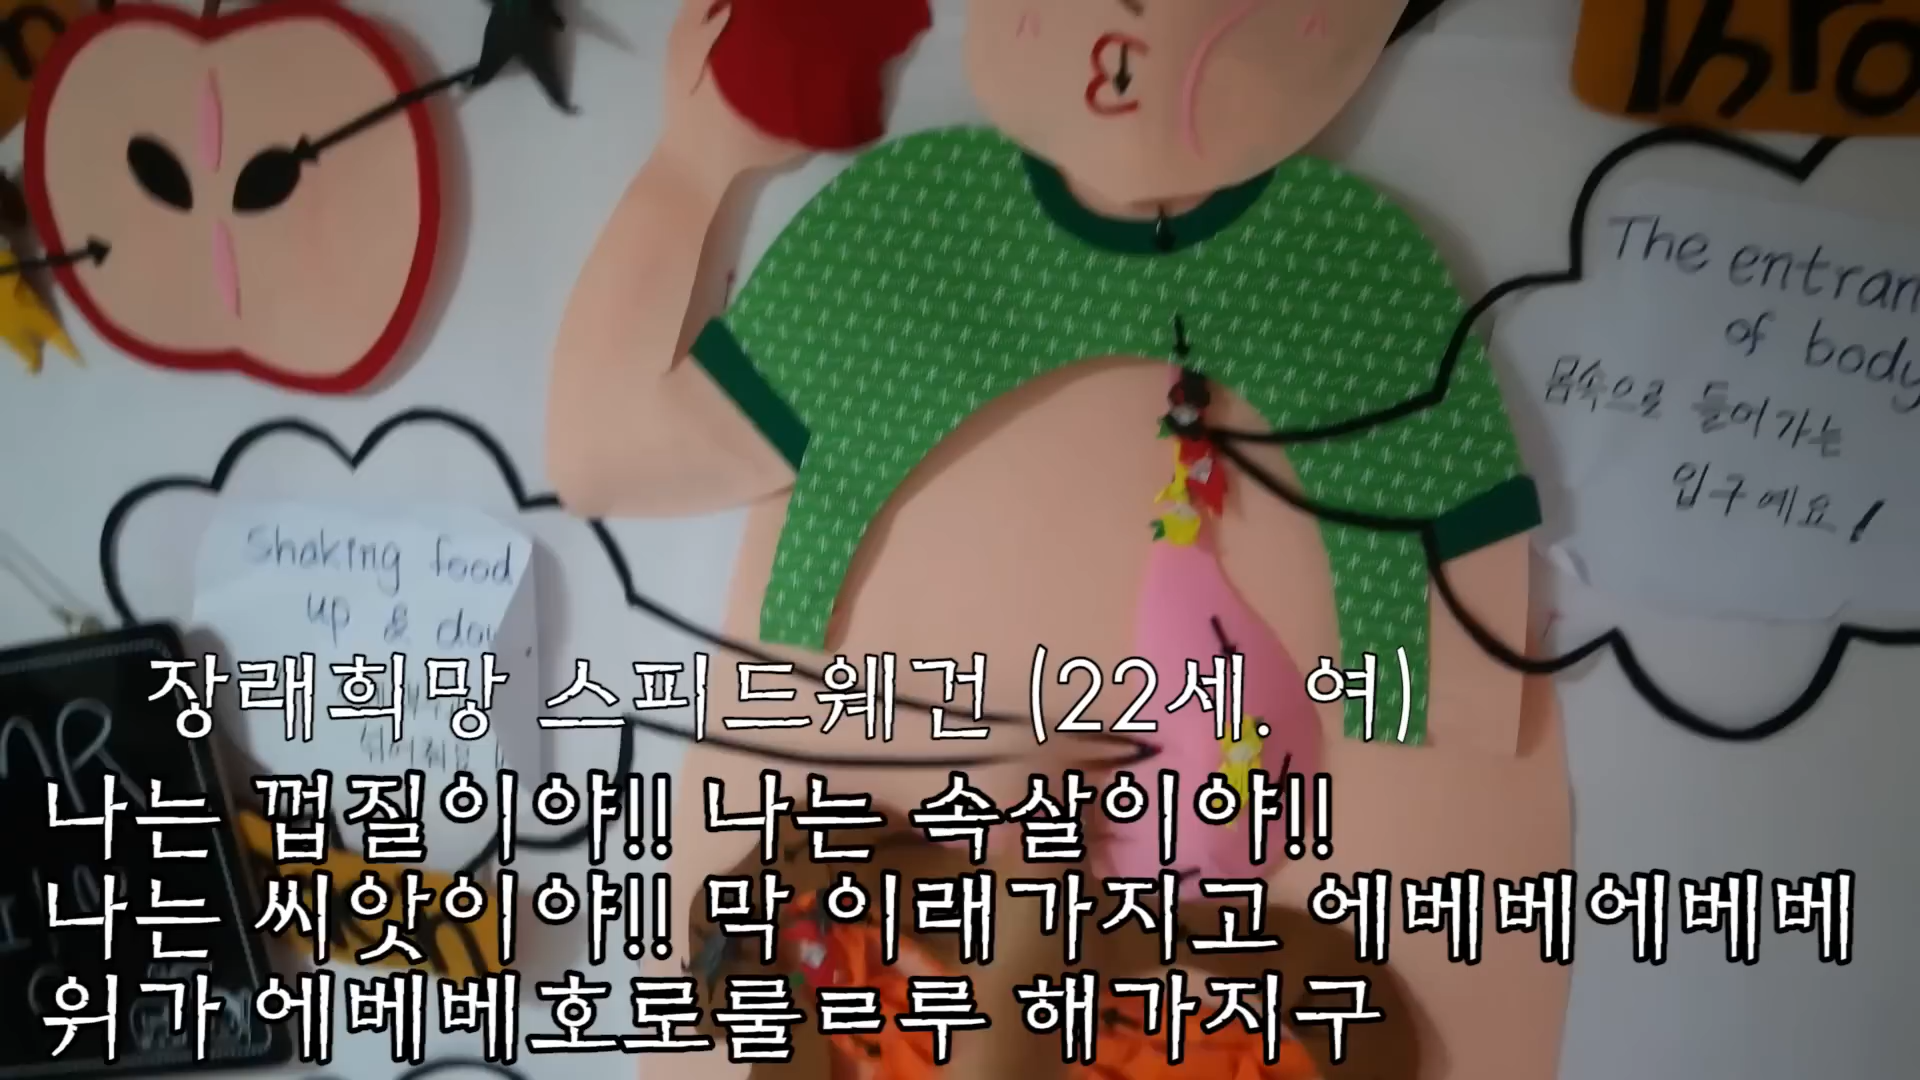 Thro
The entran
of body
몸속으로 들어가는
입구예요!
Shaking food
up & dow
장래희망 스피드웨건 (22세. 여)
나는 껍질이야!! 나는 속살이야!!
나는 씨앗이야!! 막 이래가지고 에베베에베베
위가 에베베호로룰ㄹ루 해가지구